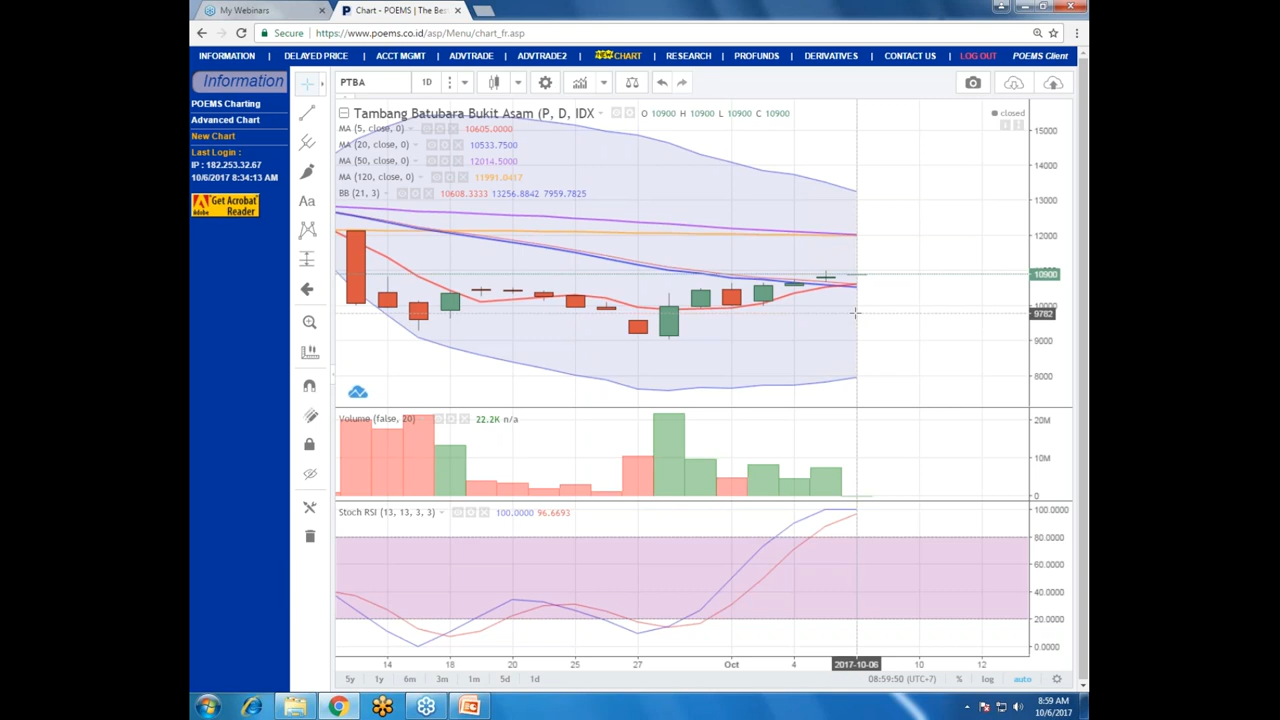 My Webinars
Chart - POEMS | The Bes
Secure
https://www.poems.co.id/asp/Menu/chart_fr.asp
INFORMATION DELAYED PRICE ACCT MGMT ADVTRADE ADVTRADE2 NEW CHART RESEARCH PROFUNDS DERIVATIVES CONTACT US LOG OUT POEMS Client
Information
POEMS Charting
Advanced Chart
New Chart
Last Login :
IP : 182.253.32.67
10/6/2017 8:34:13 AM
Get Acrobat
Reader
PTBA 1D
Tambang Batubara Bukit Asam (P, D, IDX O 10900 H 10900 L 10900 C 10900
closed
MA (5, close, 0) 10605.0000
MA (20, close, 0) 10533.7500
MA (50, close, 0) 12014.5000
MA (120, close, 0) 11991.0417
BB (21, 3) 10608.3333 13256.8842 7959.7825
15000
14000
13000
12000
10900
10000
9782
9000
8000
Volume (false, 20) 22.2K n/a
20M
10M
0
Stoch RSI (13, 13, 3, 3) 100.0000 96.6693
100.0000
80.0000
60.0000
40.0000
20.0000
0.0000
14 18 20 25 27 Oct 4 2017-10-06 10 12
5y 1y 6m 3m 1m 5d 1d 08:59:50 (UTC+7) % log auto
8:59 AM
10/6/2017